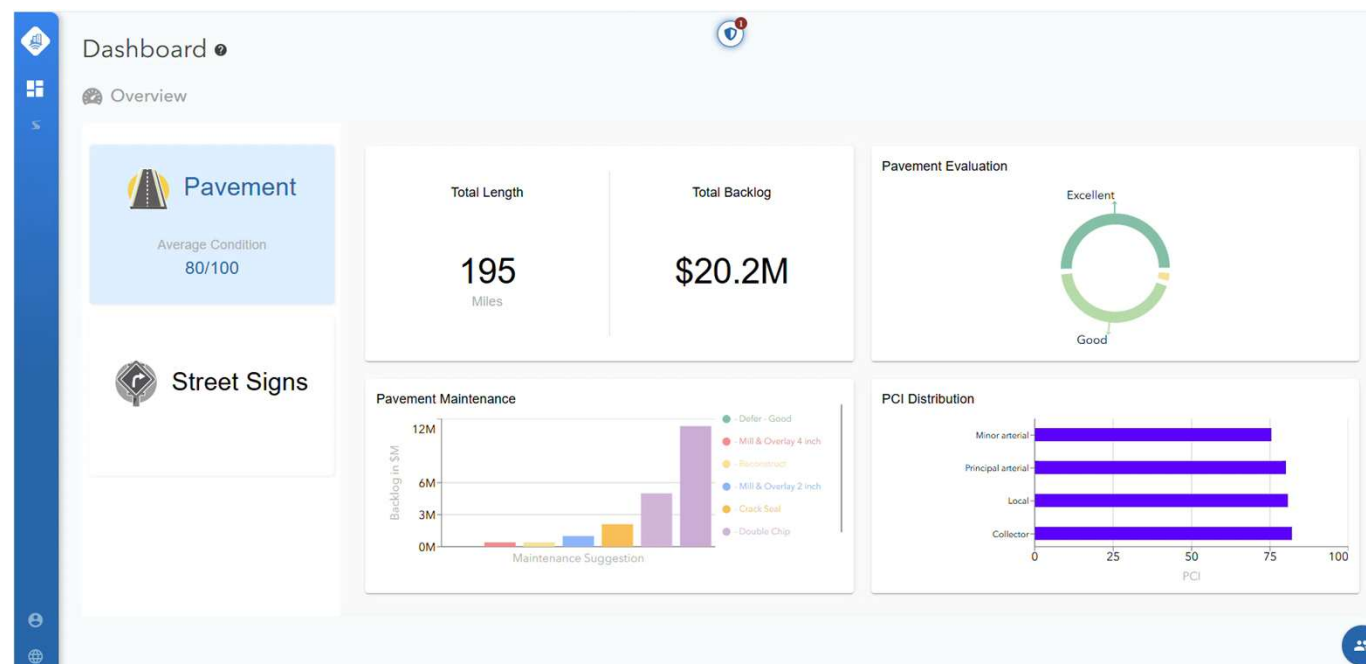 Dashboard ?
1
Overview
Pavement
Average Condition
80/100
Street Signs
Total Length
195
Miles
Total Backlog
$20.2M
Pavement Evaluation
Excellent
Good
Pavement Maintenance
12M
6M
3M
0M
Backlog in $M
Maintenance Suggestion
- Defer - Good
- Mill & Overlay 4 inch
- Reconstruct
- Mill & Overlay 2 inch
- Crack Seal
- Double Chip
PCI Distribution
Minor arterial
Principal arterial
Local
Collector
0 25 50 75 100
PCI